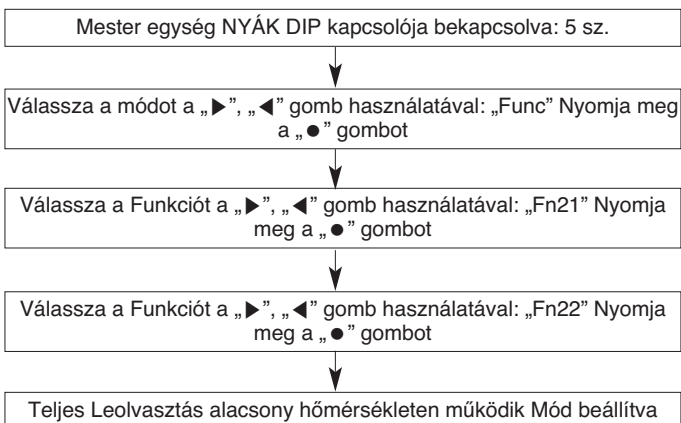 Mester egység NYÁK DIP kapcsolója bekapcsolva: 5 sz.
Válassza a módot a „▶”, „◀” gomb használatával: „Func” Nyomja meg
a „●” gombot
Válassza a Funkciót a „▶”, „◀” gomb használatával: „Fn21” Nyomja
meg a „●” gombot
Válassza a Funkciót a „▶”, „◀” gomb használatával: „Fn22” Nyomja
meg a „●” gombot
Teljes Leolvasztás alacsony hőmérsékleten működik Mód beállítva